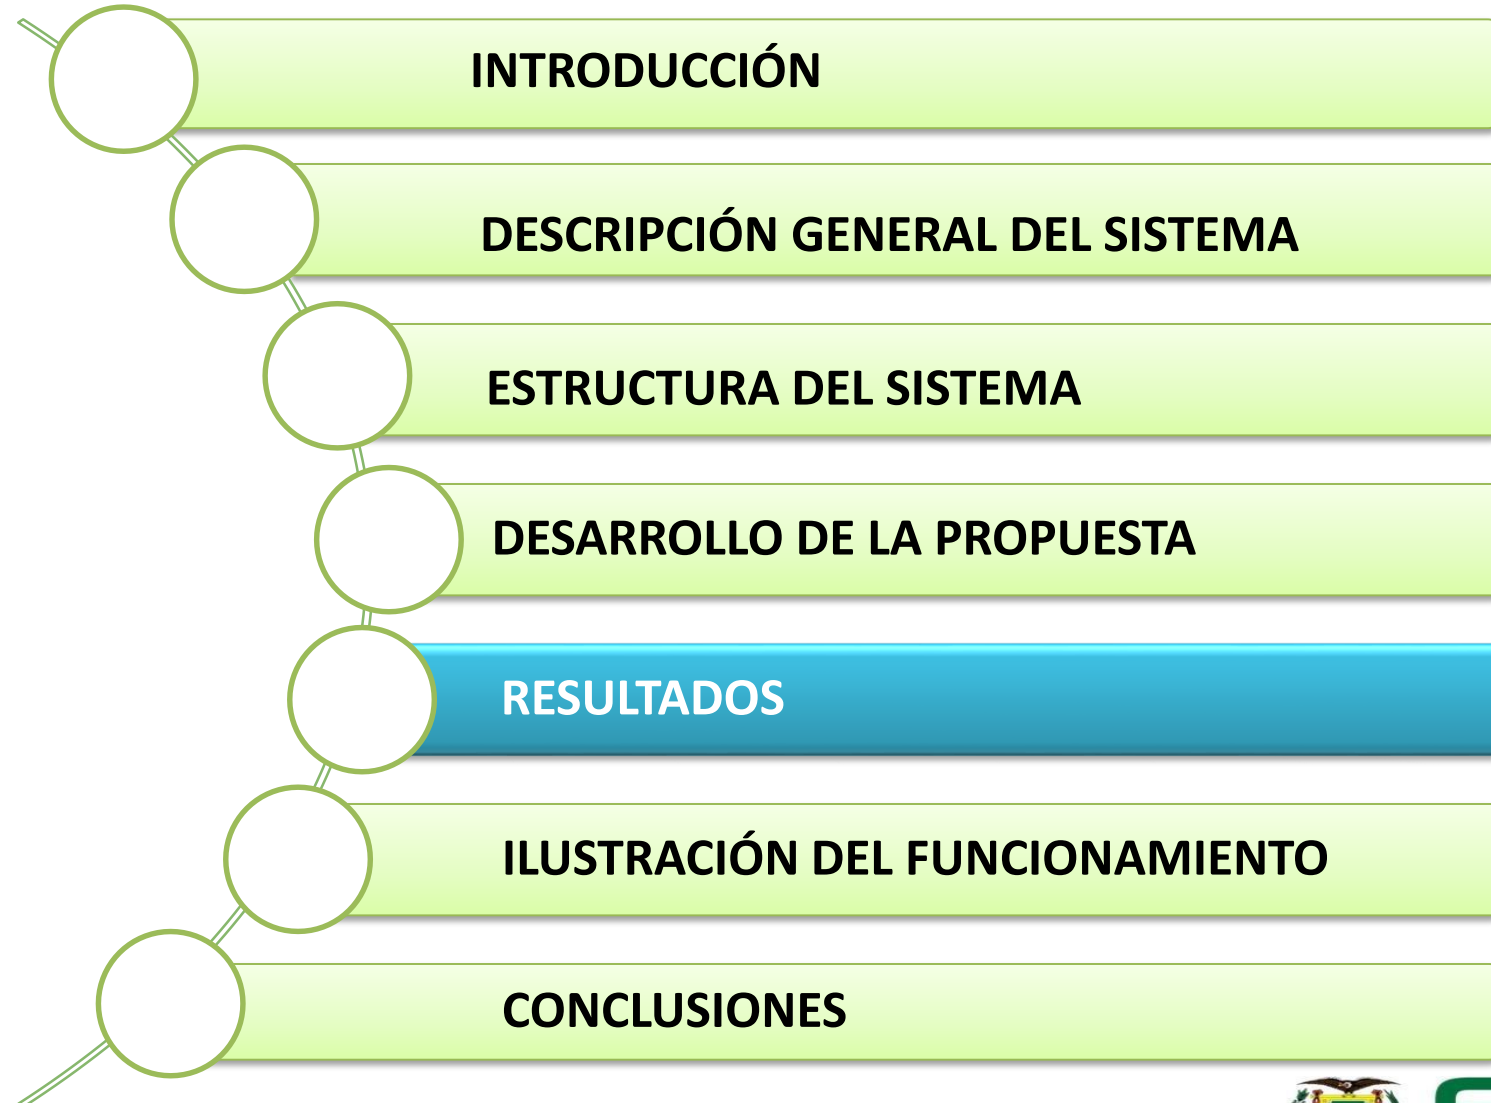 INTRODUCCIÓN
DESCRIPCIÓN GENERAL DEL SISTEMA
ESTRUCTURA DEL SISTEMA
DESARROLLO DE LA PROPUESTA
RESULTADOS
ILUSTRACIÓN DEL FUNCIONAMIENTO
CONCLUSIONES